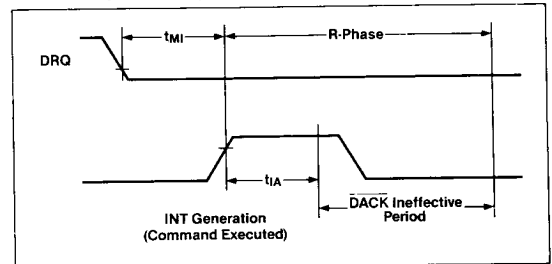 tMI
R-Phase
DRQ
tIA
DACK Ineffective
Period
INT Generation
(Command Executed)